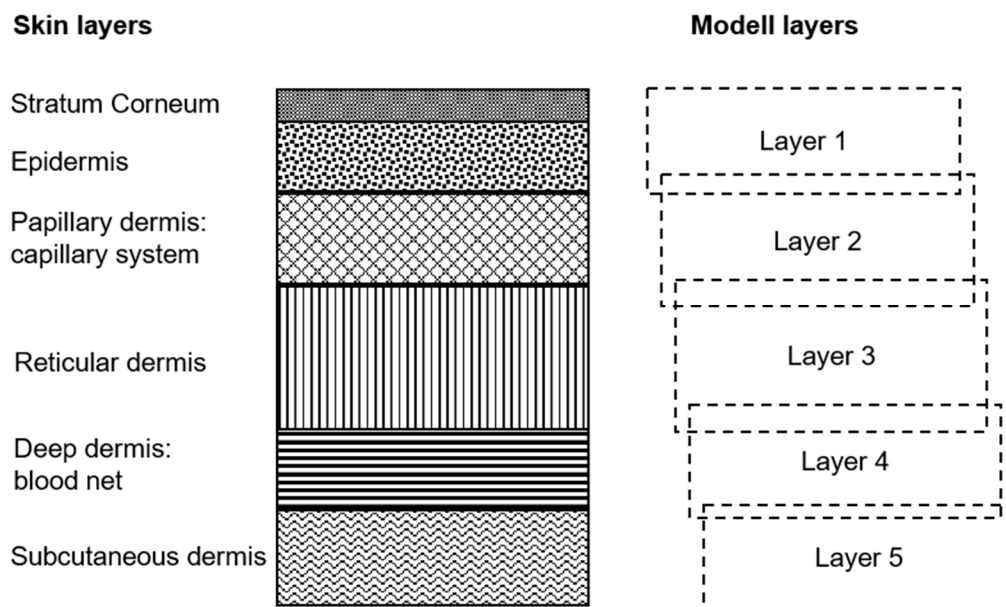 Skin layers
Modell layers
Stratum Corneum
Layer 1
Epidermis
Papillary dermis:
capillary system
Layer 2
Reticular dermis
Layer 3
Deep dermis:
blood net
Layer 4
Subcutaneous dermis
Layer 5